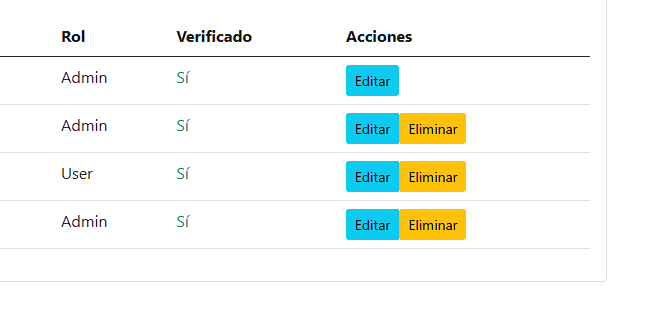 Rol Verificado Acciones
Admin Sí Editar
Admin Sí Editar Eliminar
User Sí Editar Eliminar
Admin Sí Editar Eliminar